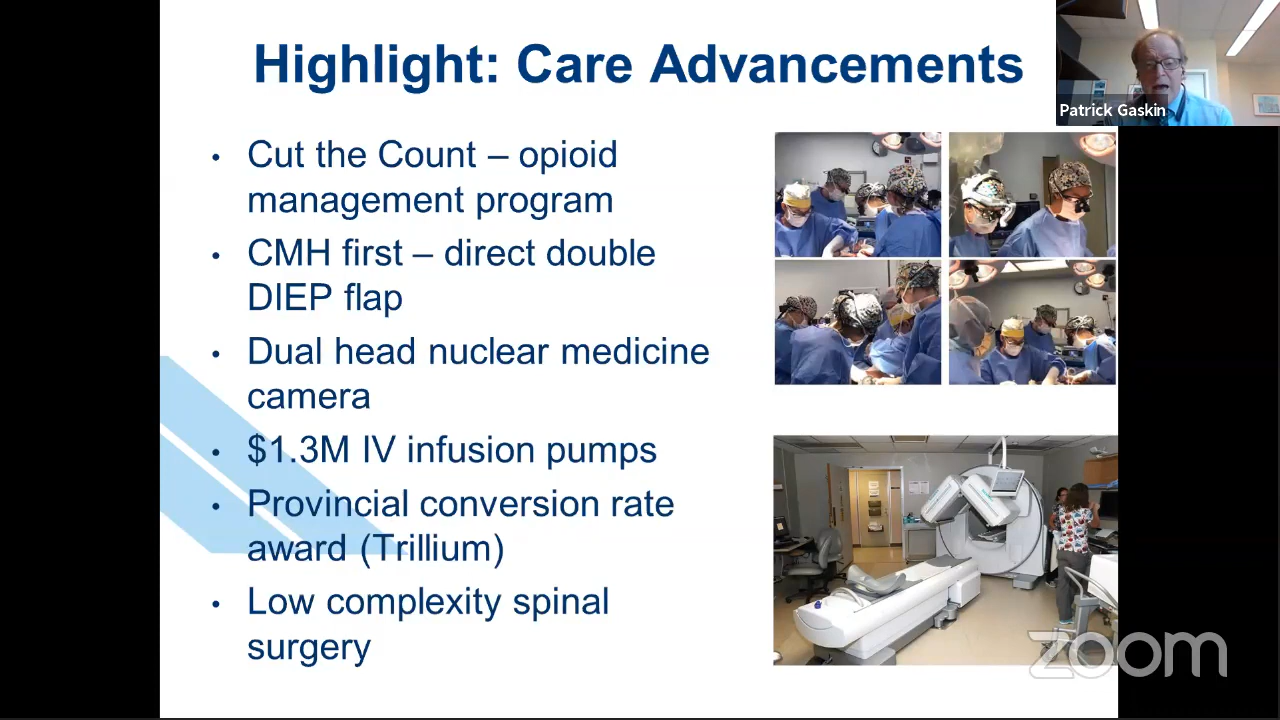 Highlight: Care Advancements
Patrick Gaskin
• Cut the Count – opioid
management program
• CMH first – direct double
DIEP flap
• Dual head nuclear medicine
camera
• $1.3M IV infusion pumps
• Provincial conversion rate
award (Trillium)
• Low complexity spinal
surgery
zoom